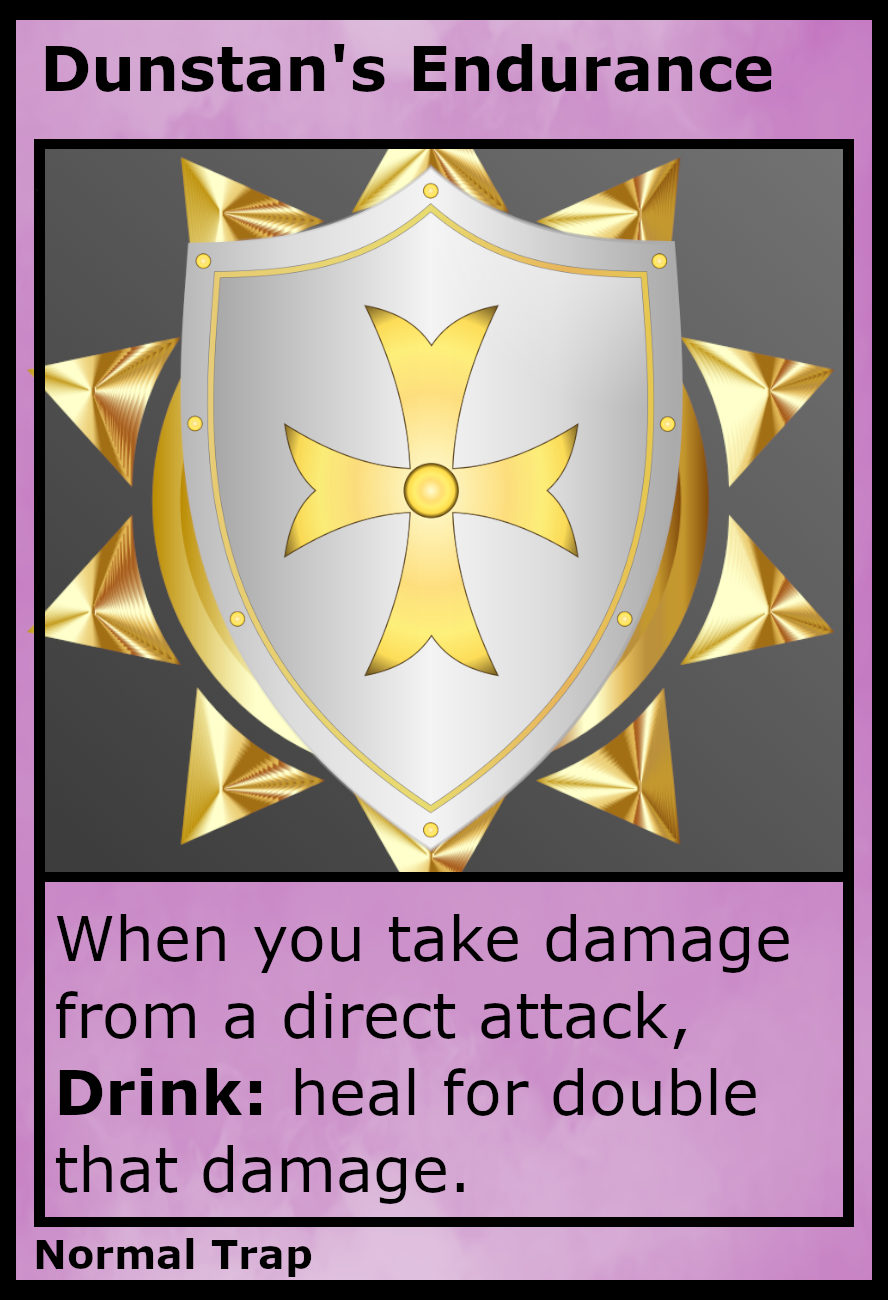 Dunstan's Endurance
When you take damage
from a direct attack,
Drink: heal for double
that damage.
Normal Trap